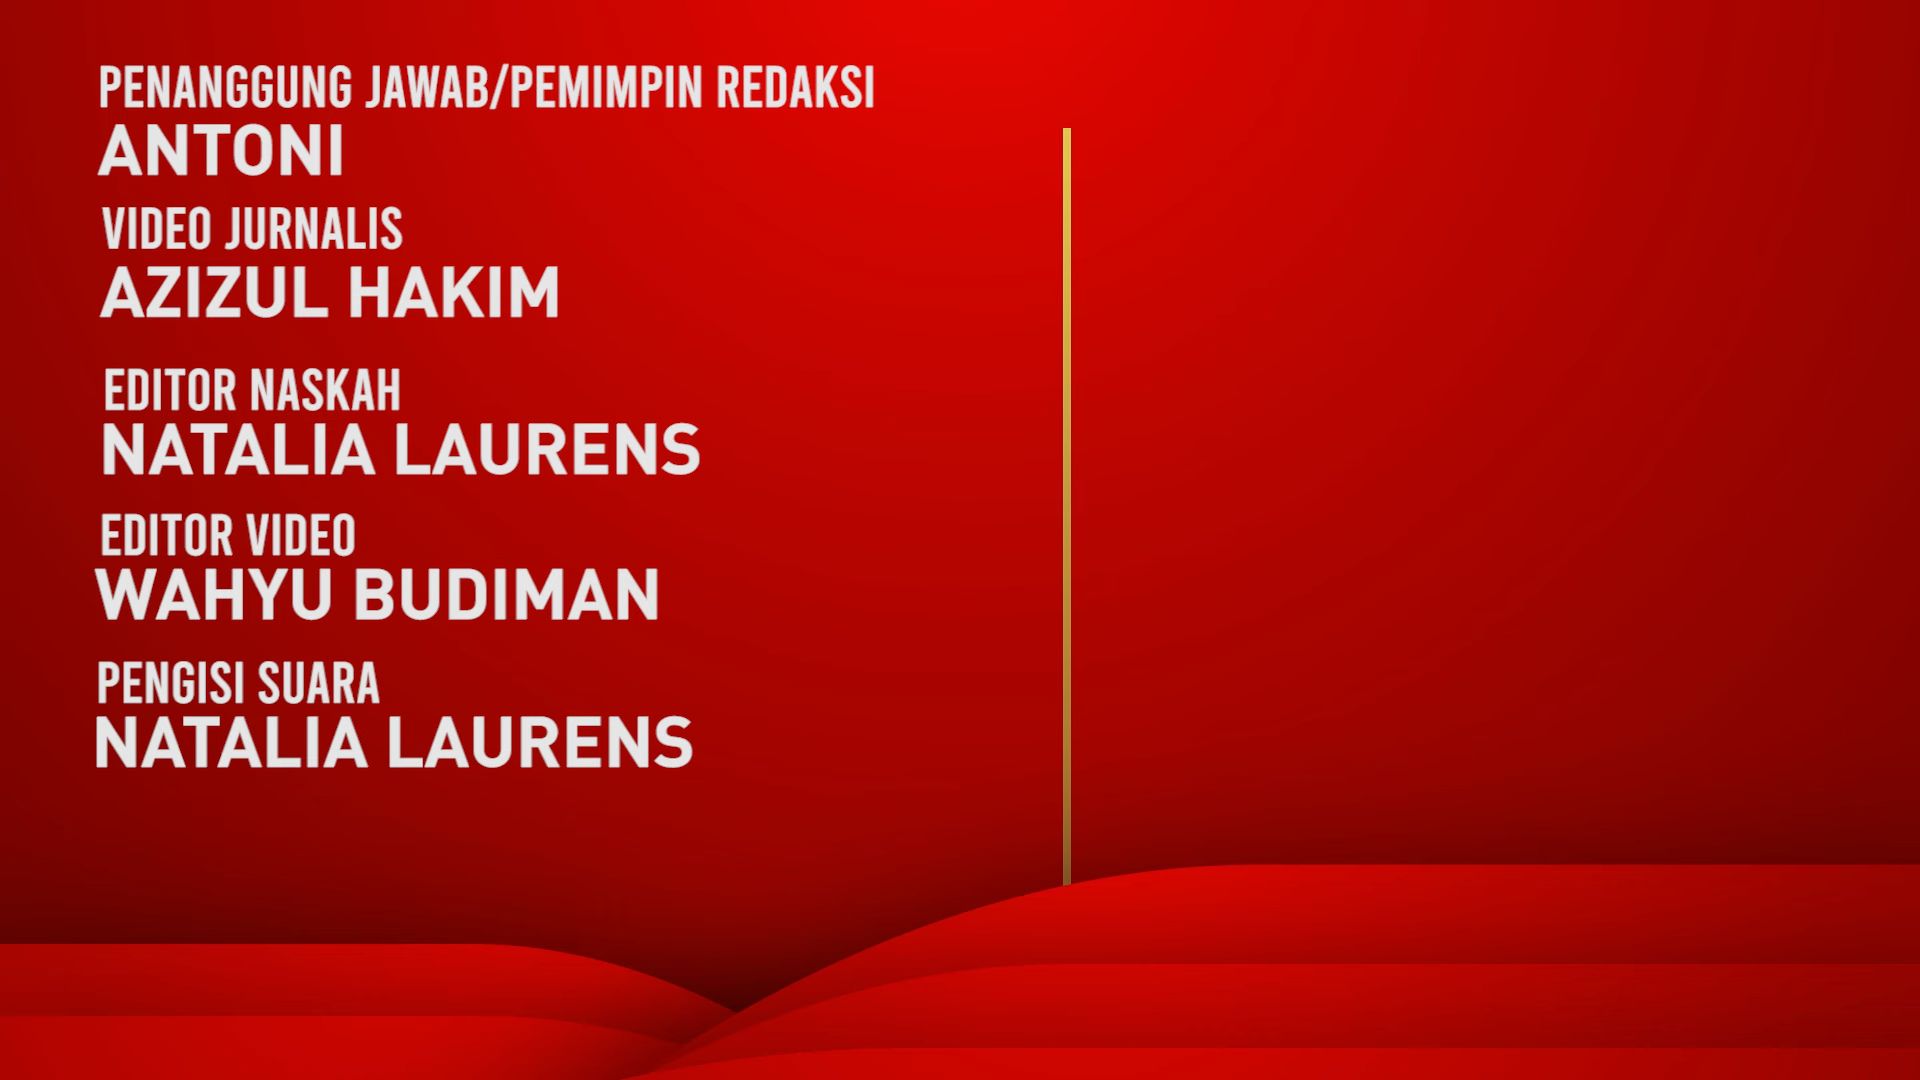 PENANGGUNG JAWAB/PEMIMPIN REDAKSI
ANTONI
VIDEO JURNALIS
AZIZUL HAKIM
EDITOR NASKAH
NATALIA LAURENS
EDITOR VIDEO
WAHYU BUDIMAN
PENGISI SUARA
NATALIA LAURENS